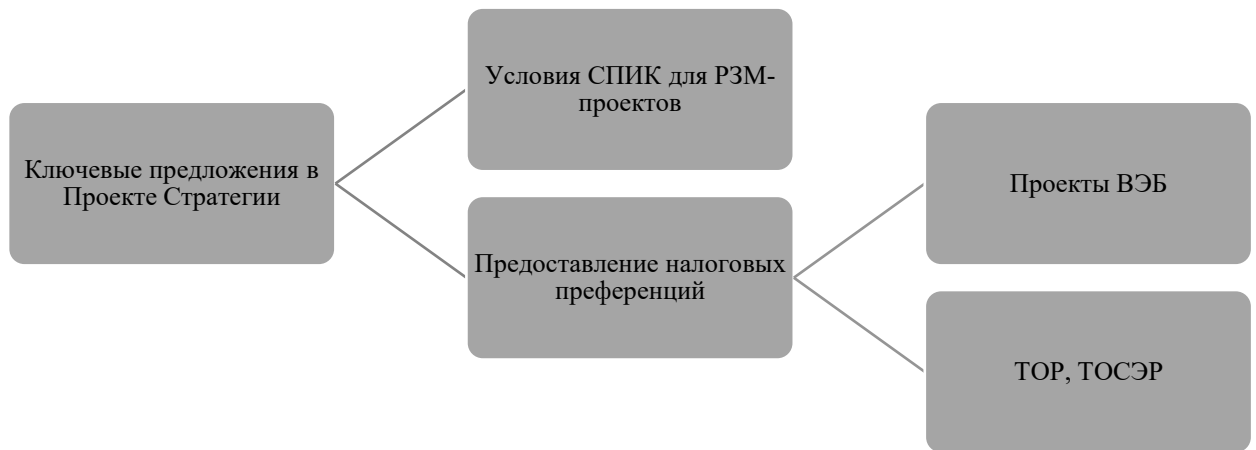 Ключевые предложения в
Проекте Стратегии
Условия СПИК для РЗМ-
проектов
Предоставление налоговых
преференций
Проекты ВЭБ
ТОР, ТОСЭР